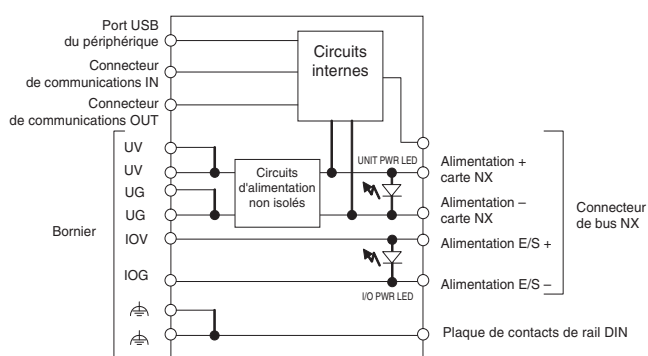 Port USB
du périphérique
Connecteur
de communications IN
Connecteur
de communications OUT
Circuits
internes
Bornier
UV
UV
UG
UG
IOV
IOG
Circuits
d'alimentation
non isolés
UNIT PWR LED
I/O PWR LED
Alimentation +
carte NX
Alimentation –
carte NX
Alimentation E/S +
Alimentation E/S –
Connecteur
de bus NX
Plaque de contacts de rail DIN